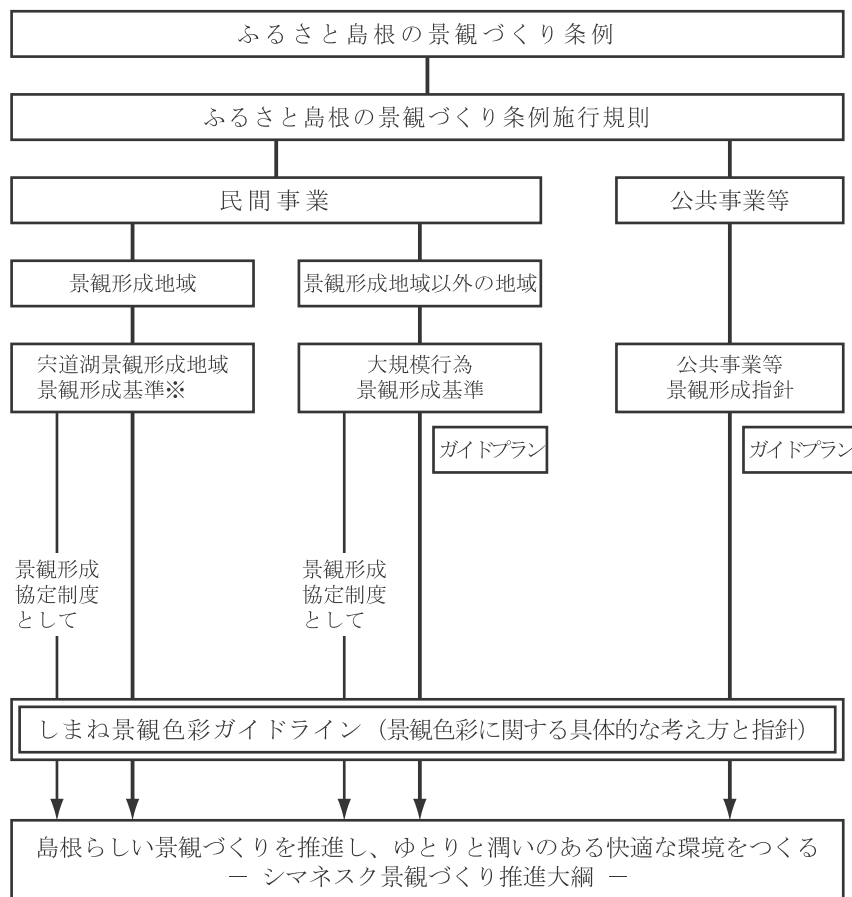 ふるさと島根の景観づくり条例
ふるさと島根の景観づくり条例施行規則
民間事業
公共事業等
景観形成地域
景観形成地域以外の地域
宍道湖景観形成地域
景観形成基準※
大規模行為
景観形成基準
公共事業等
景観形成指針
ガイドプラン
ガイドプラン
景観形成
協定制度
として
景観形成
協定制度
として
しまね景観色彩ガイドライン（景観色彩に関する具体的な考え方と指針）
島根らしい景観づくりを推進し、ゆとりと潤いのある快適な環境をつくる
― シマネスク景観づくり推進大綱 ―